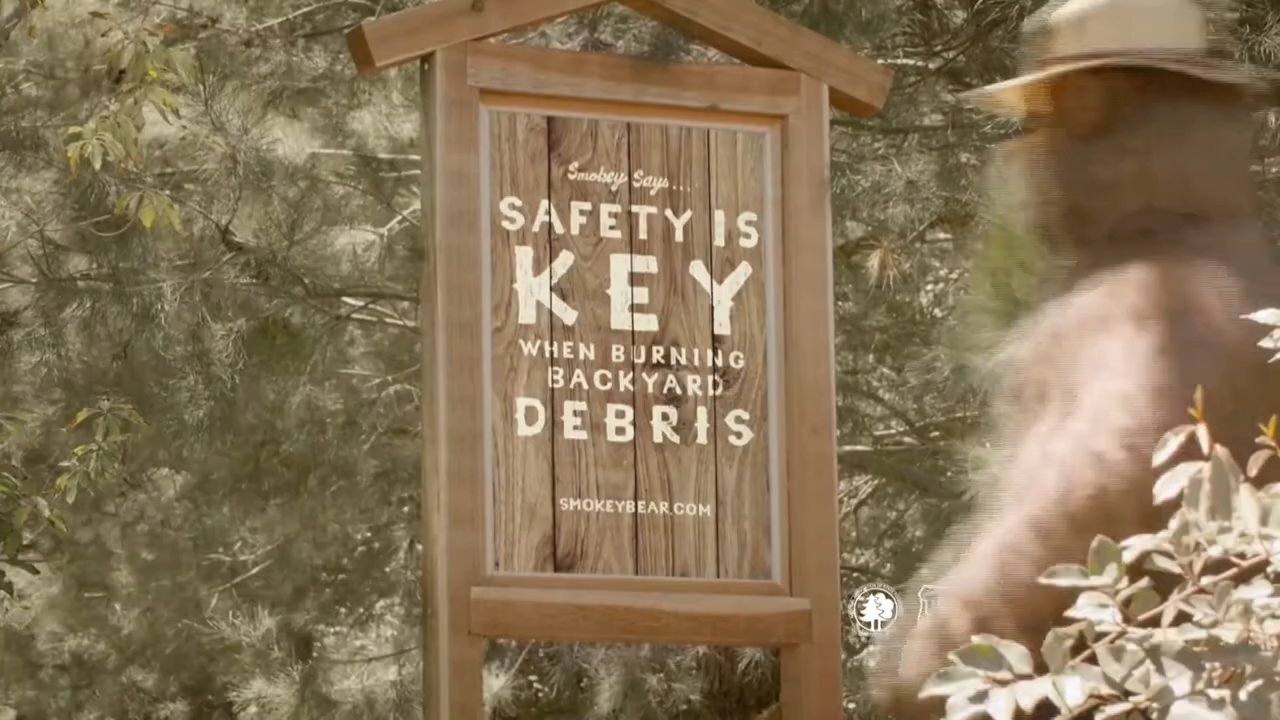 Smokey Says....
SAFETY IS
KEY
WHEN BURNING
BACKYARD
DEBRIS
SMOKEYBEAR.COM